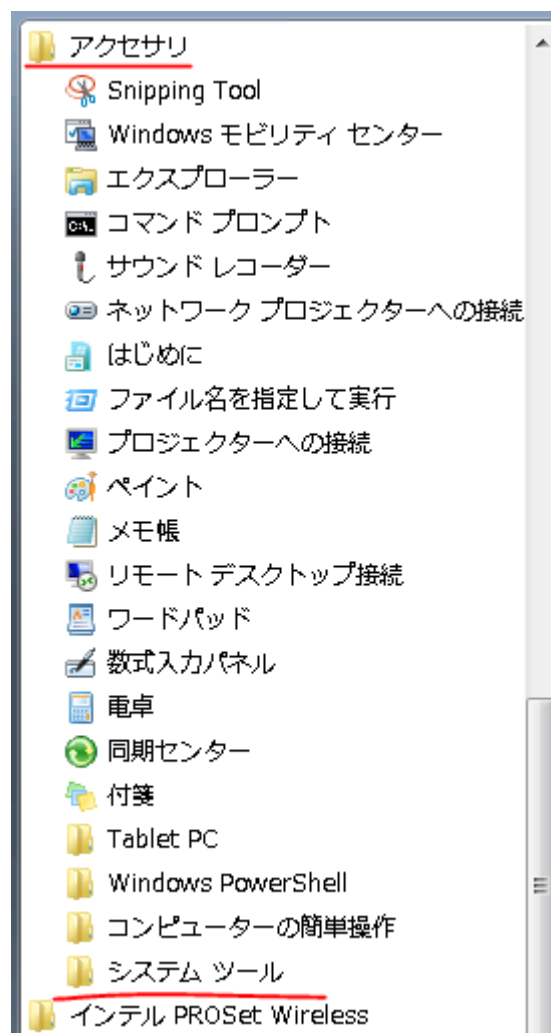 アクセサリ
Snipping Tool
Windows モビリティ センター
エクスプローラー
コマンド プロンプト
サウンド レコーダー
ネットワーク プロジェクターへの接続
はじめに
ファイル名を指定して実行
プロジェクターへの接続
ペイント
メモ帳
リモート デスクトップ接続
ワードパッド
数式入力パネル
電卓
同期センター
付箋
Tablet PC
Windows PowerShell
コンピューターの簡単操作
システム ツール
インテル PROSet Wireless